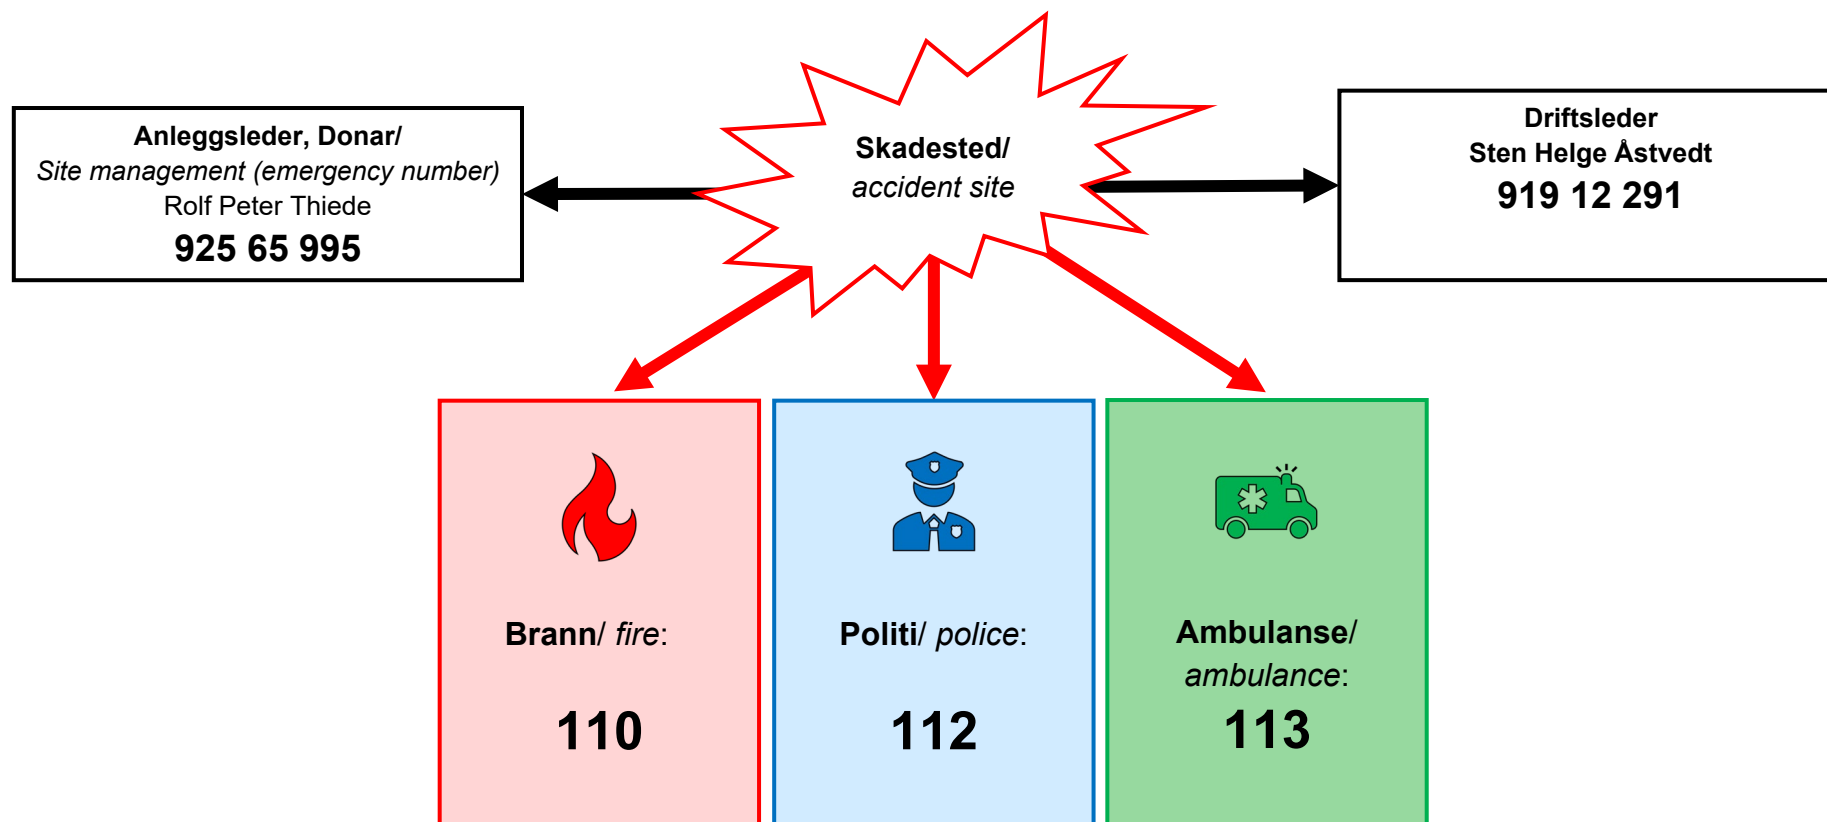 Anleggsleder, Donar/
Site management (emergency number)
Rolf Peter Thiede
925 65 995
Skadested/
accident site
Driftsleder
Sten Helge Åstvedt
919 12 291
Brann/ fire:
110
Politi/ police:
112
Ambulanse/
ambulance:
113